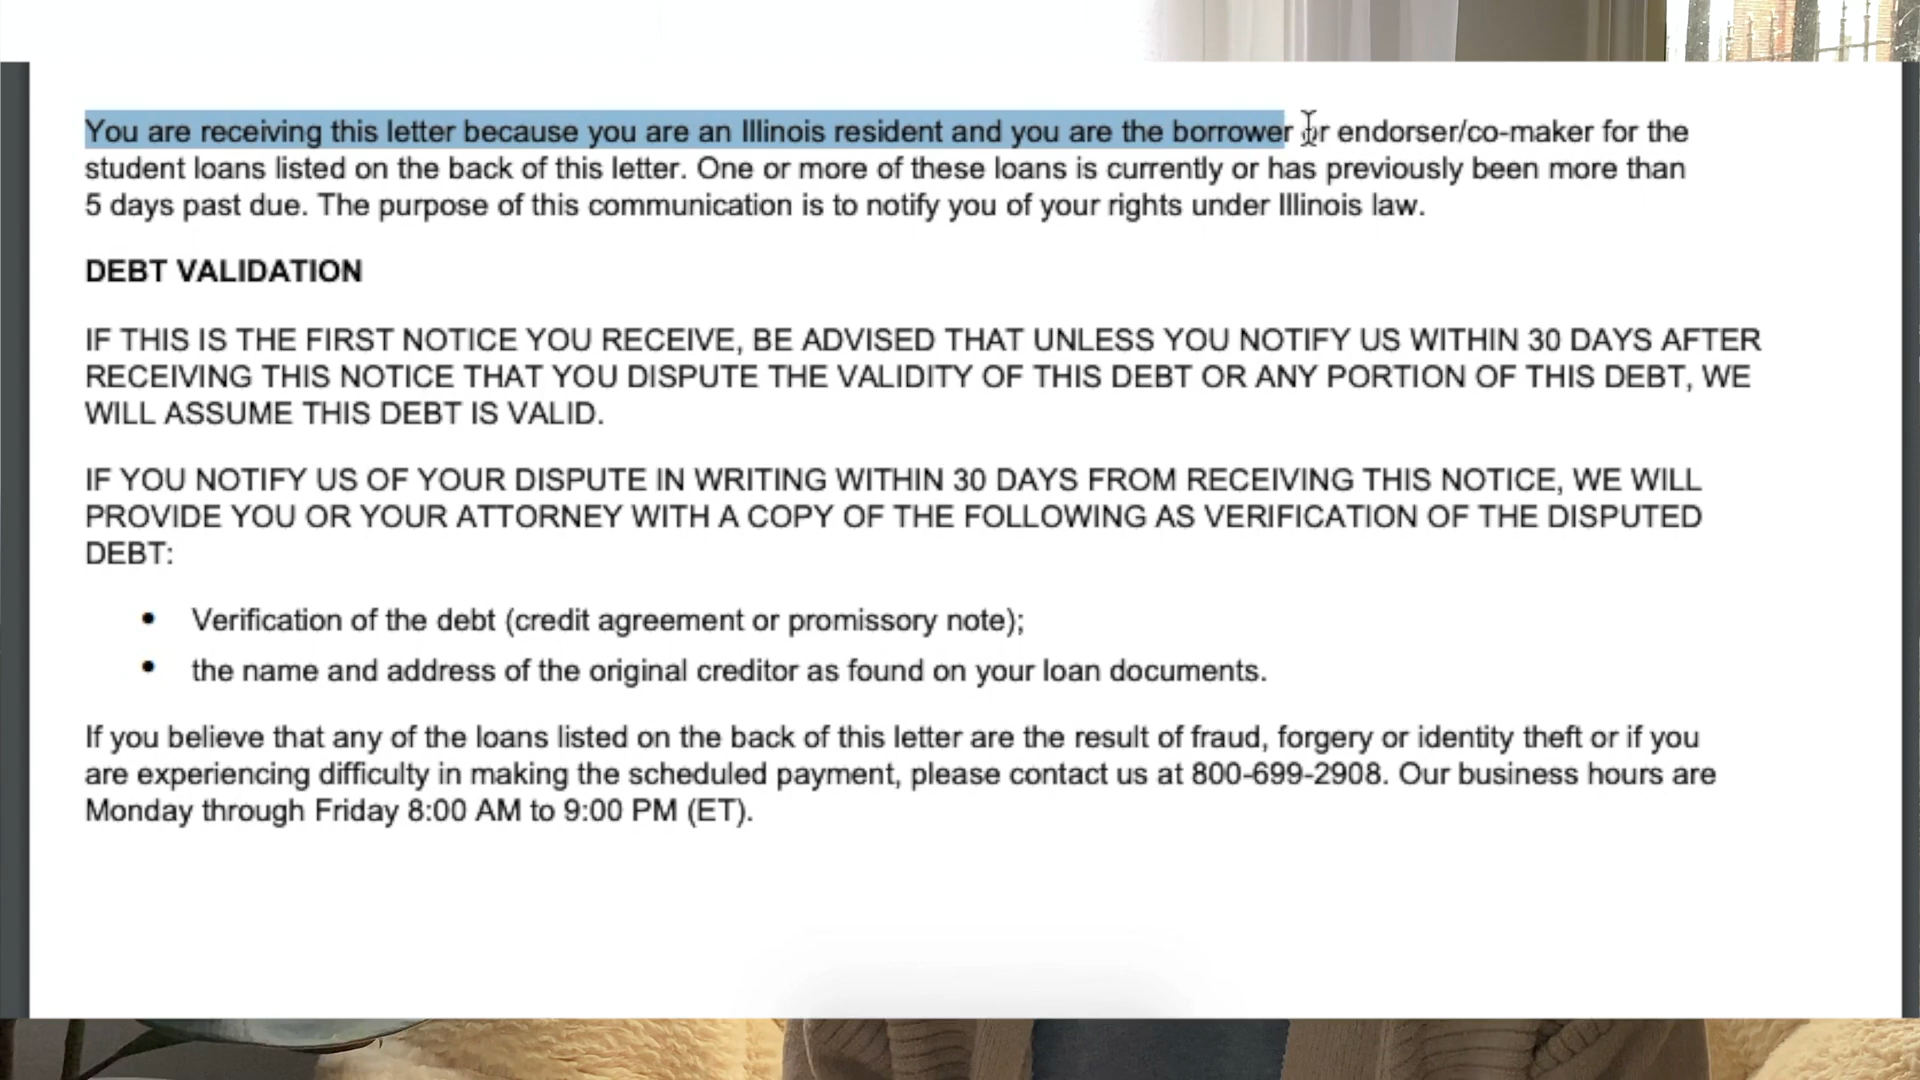 You are receiving this letter because you are an Illinois resident and you are the borrower or endorser/co-maker for the
student loans listed on the back of this letter. One or more of these loans is currently or has previously been more than
5 days past due. The purpose of this communication is to notify you of your rights under Illinois law.
DEBT VALIDATION
IF THIS IS THE FIRST NOTICE YOU RECEIVE, BE ADVISED THAT UNLESS YOU NOTIFY US WITHIN 30 DAYS AFTER
RECEIVING THIS NOTICE THAT YOU DISPUTE THE VALIDITY OF THIS DEBT OR ANY PORTION OF THIS DEBT, WE
WILL ASSUME THIS DEBT IS VALID.
IF YOU NOTIFY US OF YOUR DISPUTE IN WRITING WITHIN 30 DAYS FROM RECEIVING THIS NOTICE, WE WILL
PROVIDE YOU OR YOUR ATTORNEY WITH A COPY OF THE FOLLOWING AS VERIFICATION OF THE DISPUTED
DEBT:
• Verification of the debt (credit agreement or promissory note);
• the name and address of the original creditor as found on your loan documents.
If you believe that any of the loans listed on the back of this letter are the result of fraud, forgery or identity theft or if you
are experiencing difficulty in making the scheduled payment, please contact us at 800-699-2908. Our business hours are
Monday through Friday 8:00 AM to 9:00 PM (ET).